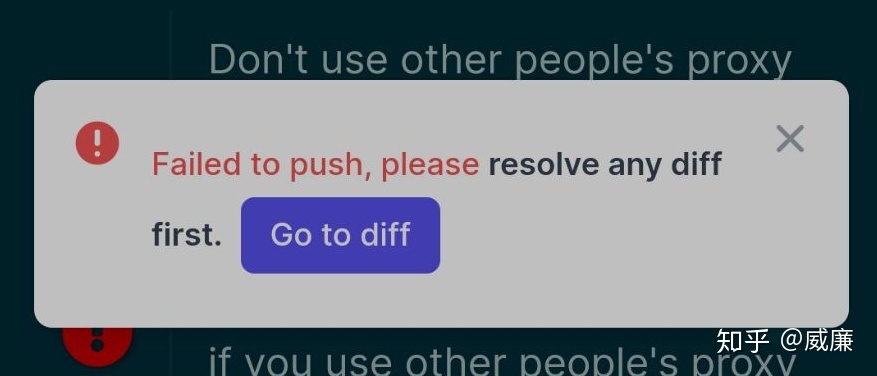 Don't use other people's proxy
Failed to push, please resolve any diff
first. Go to diff
if you use other people's proxy
知乎 @威廉